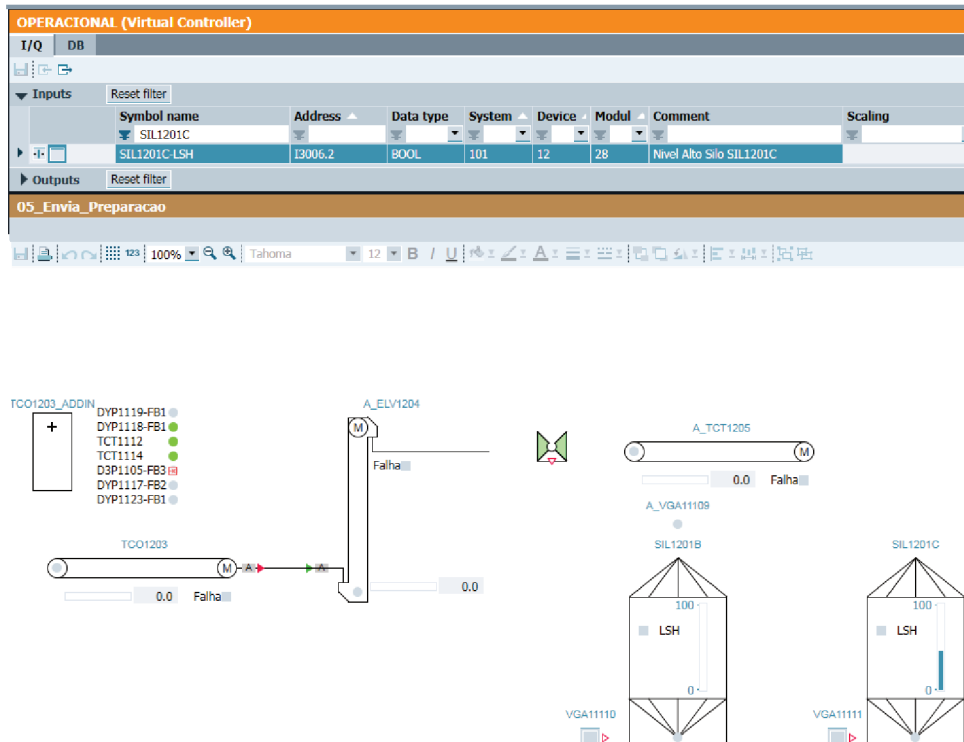 OPERACIONAL (Virtual Controller)
I/Q DB
Inputs Reset filter
Symbol name Address Data type System Device Modul Comment Scaling
SIL1201C
SIL1201C-LSH I3006.2 BOOL 101 12 28 Nivel Alto Silo SIL1201C
Outputs Reset filter
05_Envia_Preparacao
123 100% Tahoma 12 B I U A
TCO1203_ADDIN
+
DYP1119-FB1
DYP1118-FB1
TCT1112
TCT1114
D3P1105-FB3
DYP1117-FB2
DYP1123-FB1
A_ELV1204
M
Falha
A_TCT1205
M
0.0 Falha
A_VGA11109
TCO1203
M A A
0.0 Falha
0.0
SIL1201B SIL1201C
100 100
LSH LSH
0 0
VGA11110 VGA11111